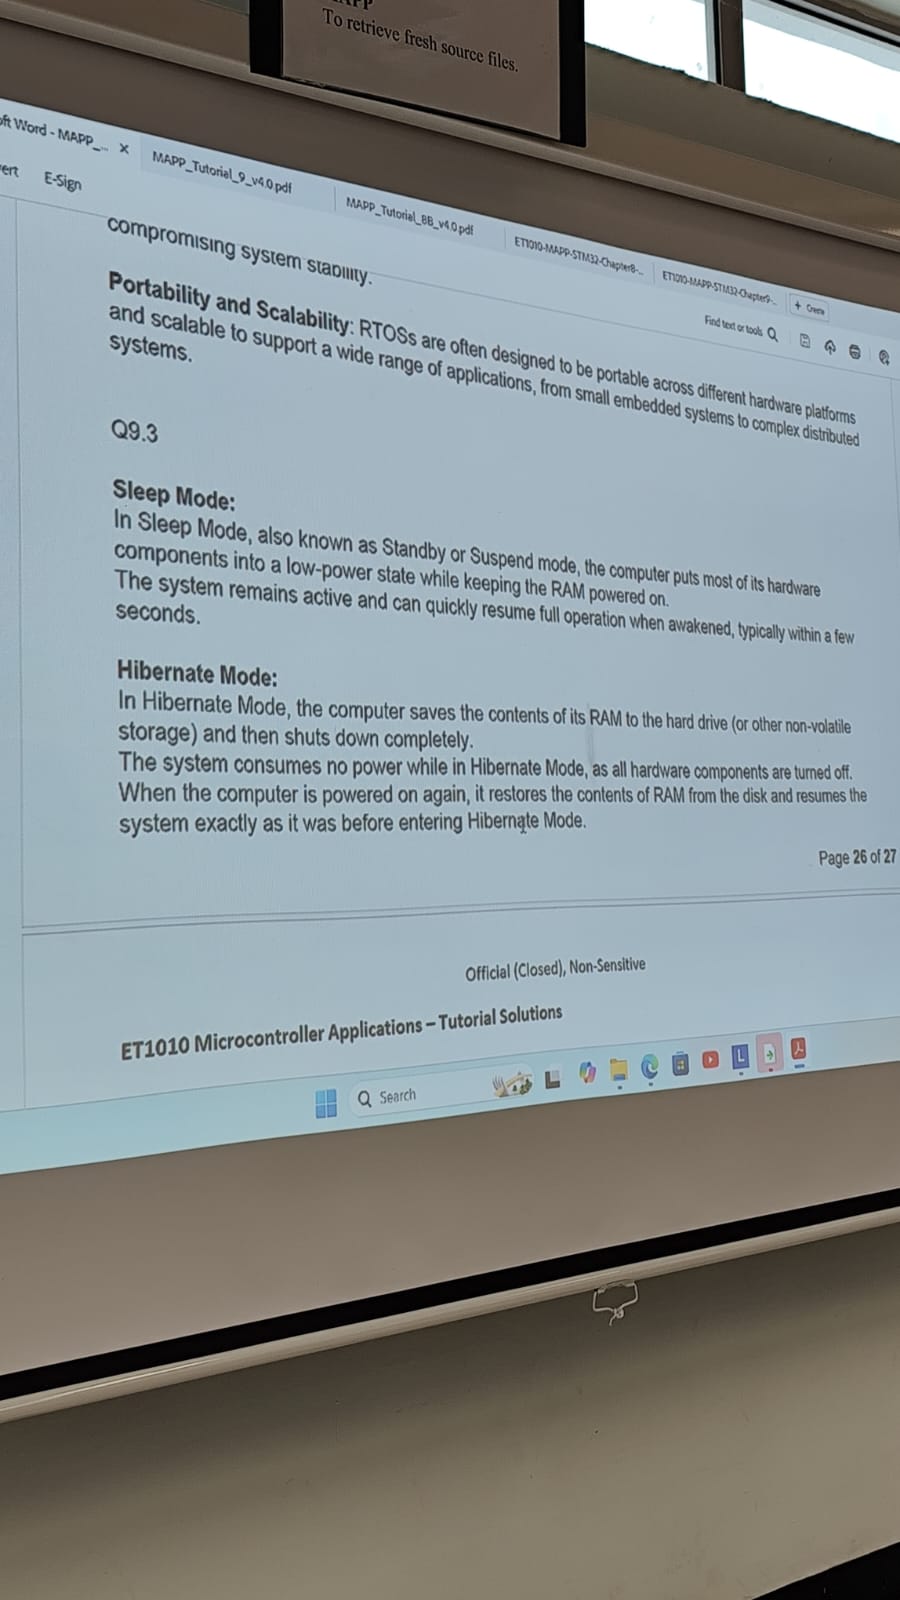 To retrieve fresh source files.
MAPP_Tutorial_9_v4.0.pdf
MAPP_Tutorial_8B_v4.0.pdf
ET1010-MAPP-STM32-Chapter8-...
ET1010-MAPP-STM32-Chapter9-...
+ Create
E-Sign
Find text or tools
compromising system stability.
Portability and Scalability: RTOSs are often designed to be portable across different hardware platforms
and scalable to support a wide range of applications, from small embedded systems to complex distributed
systems.
Q9.3
Sleep Mode:
In Sleep Mode, also known as Standby or Suspend mode, the computer puts most of its hardware
components into a low-power state while keeping the RAM powered on.
The system remains active and can quickly resume full operation when awakened, typically within a few
seconds.
Hibernate Mode:
In Hibernate Mode, the computer saves the contents of its RAM to the hard drive (or other non-volatile
storage) and then shuts down completely.
The system consumes no power while in Hibernate Mode, as all hardware components are turned off.
When the computer is powered on again, it restores the contents of RAM from the disk and resumes the
system exactly as it was before entering Hibernate Mode.
Page 26 of 27
Official (Closed), Non-Sensitive
ET1010 Microcontroller Applications – Tutorial Solutions
Search
L